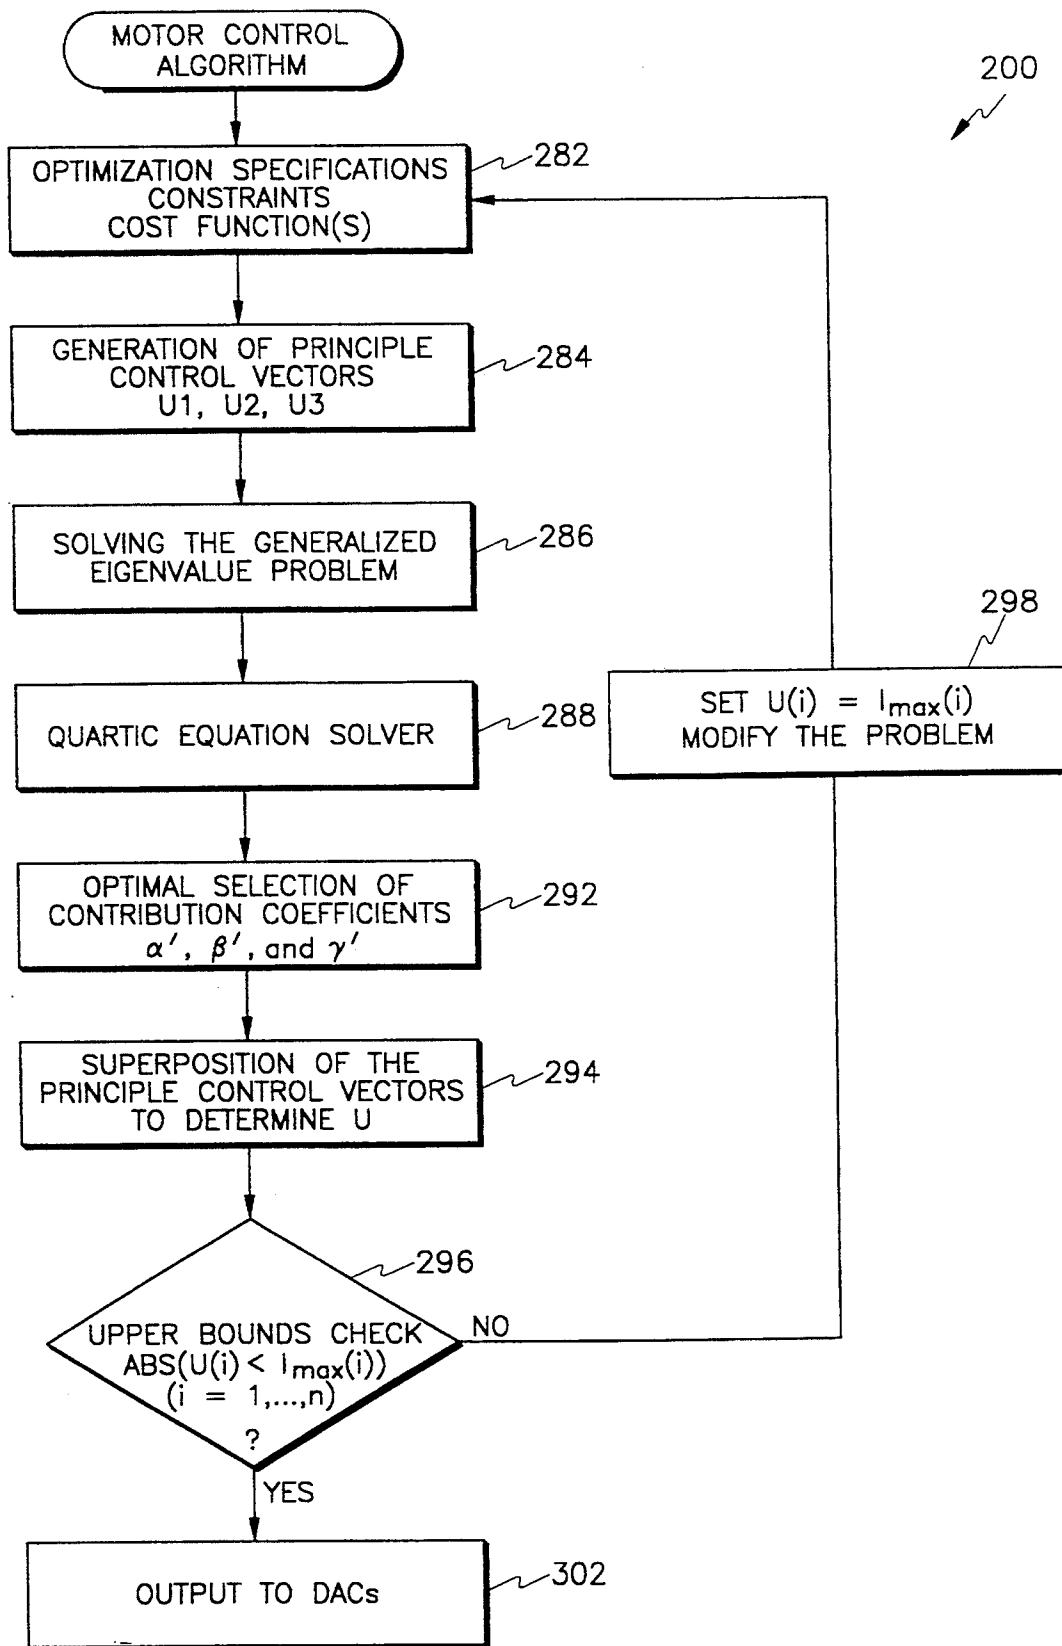 MOTOR CONTROL
ALGORITHM
200
OPTIMIZATION SPECIFICATIONS
CONSTRAINTS
COST FUNCTION(S)
282
GENERATION OF PRINCIPLE
CONTROL VECTORS
U1, U2, U3
284
SOLVING THE GENERALIZED
EIGENVALUE PROBLEM
286
298
SET U(i) = Imax(i)
MODIFY THE PROBLEM
QUARTIC EQUATION SOLVER
288
OPTIMAL SELECTION OF
CONTRIBUTION COEFFICIENTS
α′, β′, and γ′
292
SUPERPOSITION OF THE
PRINCIPLE CONTROL VECTORS
TO DETERMINE U
294
296
UPPER BOUNDS CHECK
ABS(U(i) < Imax(i))
(i = 1,...,n)
?
NO
YES
OUTPUT TO DACs
302